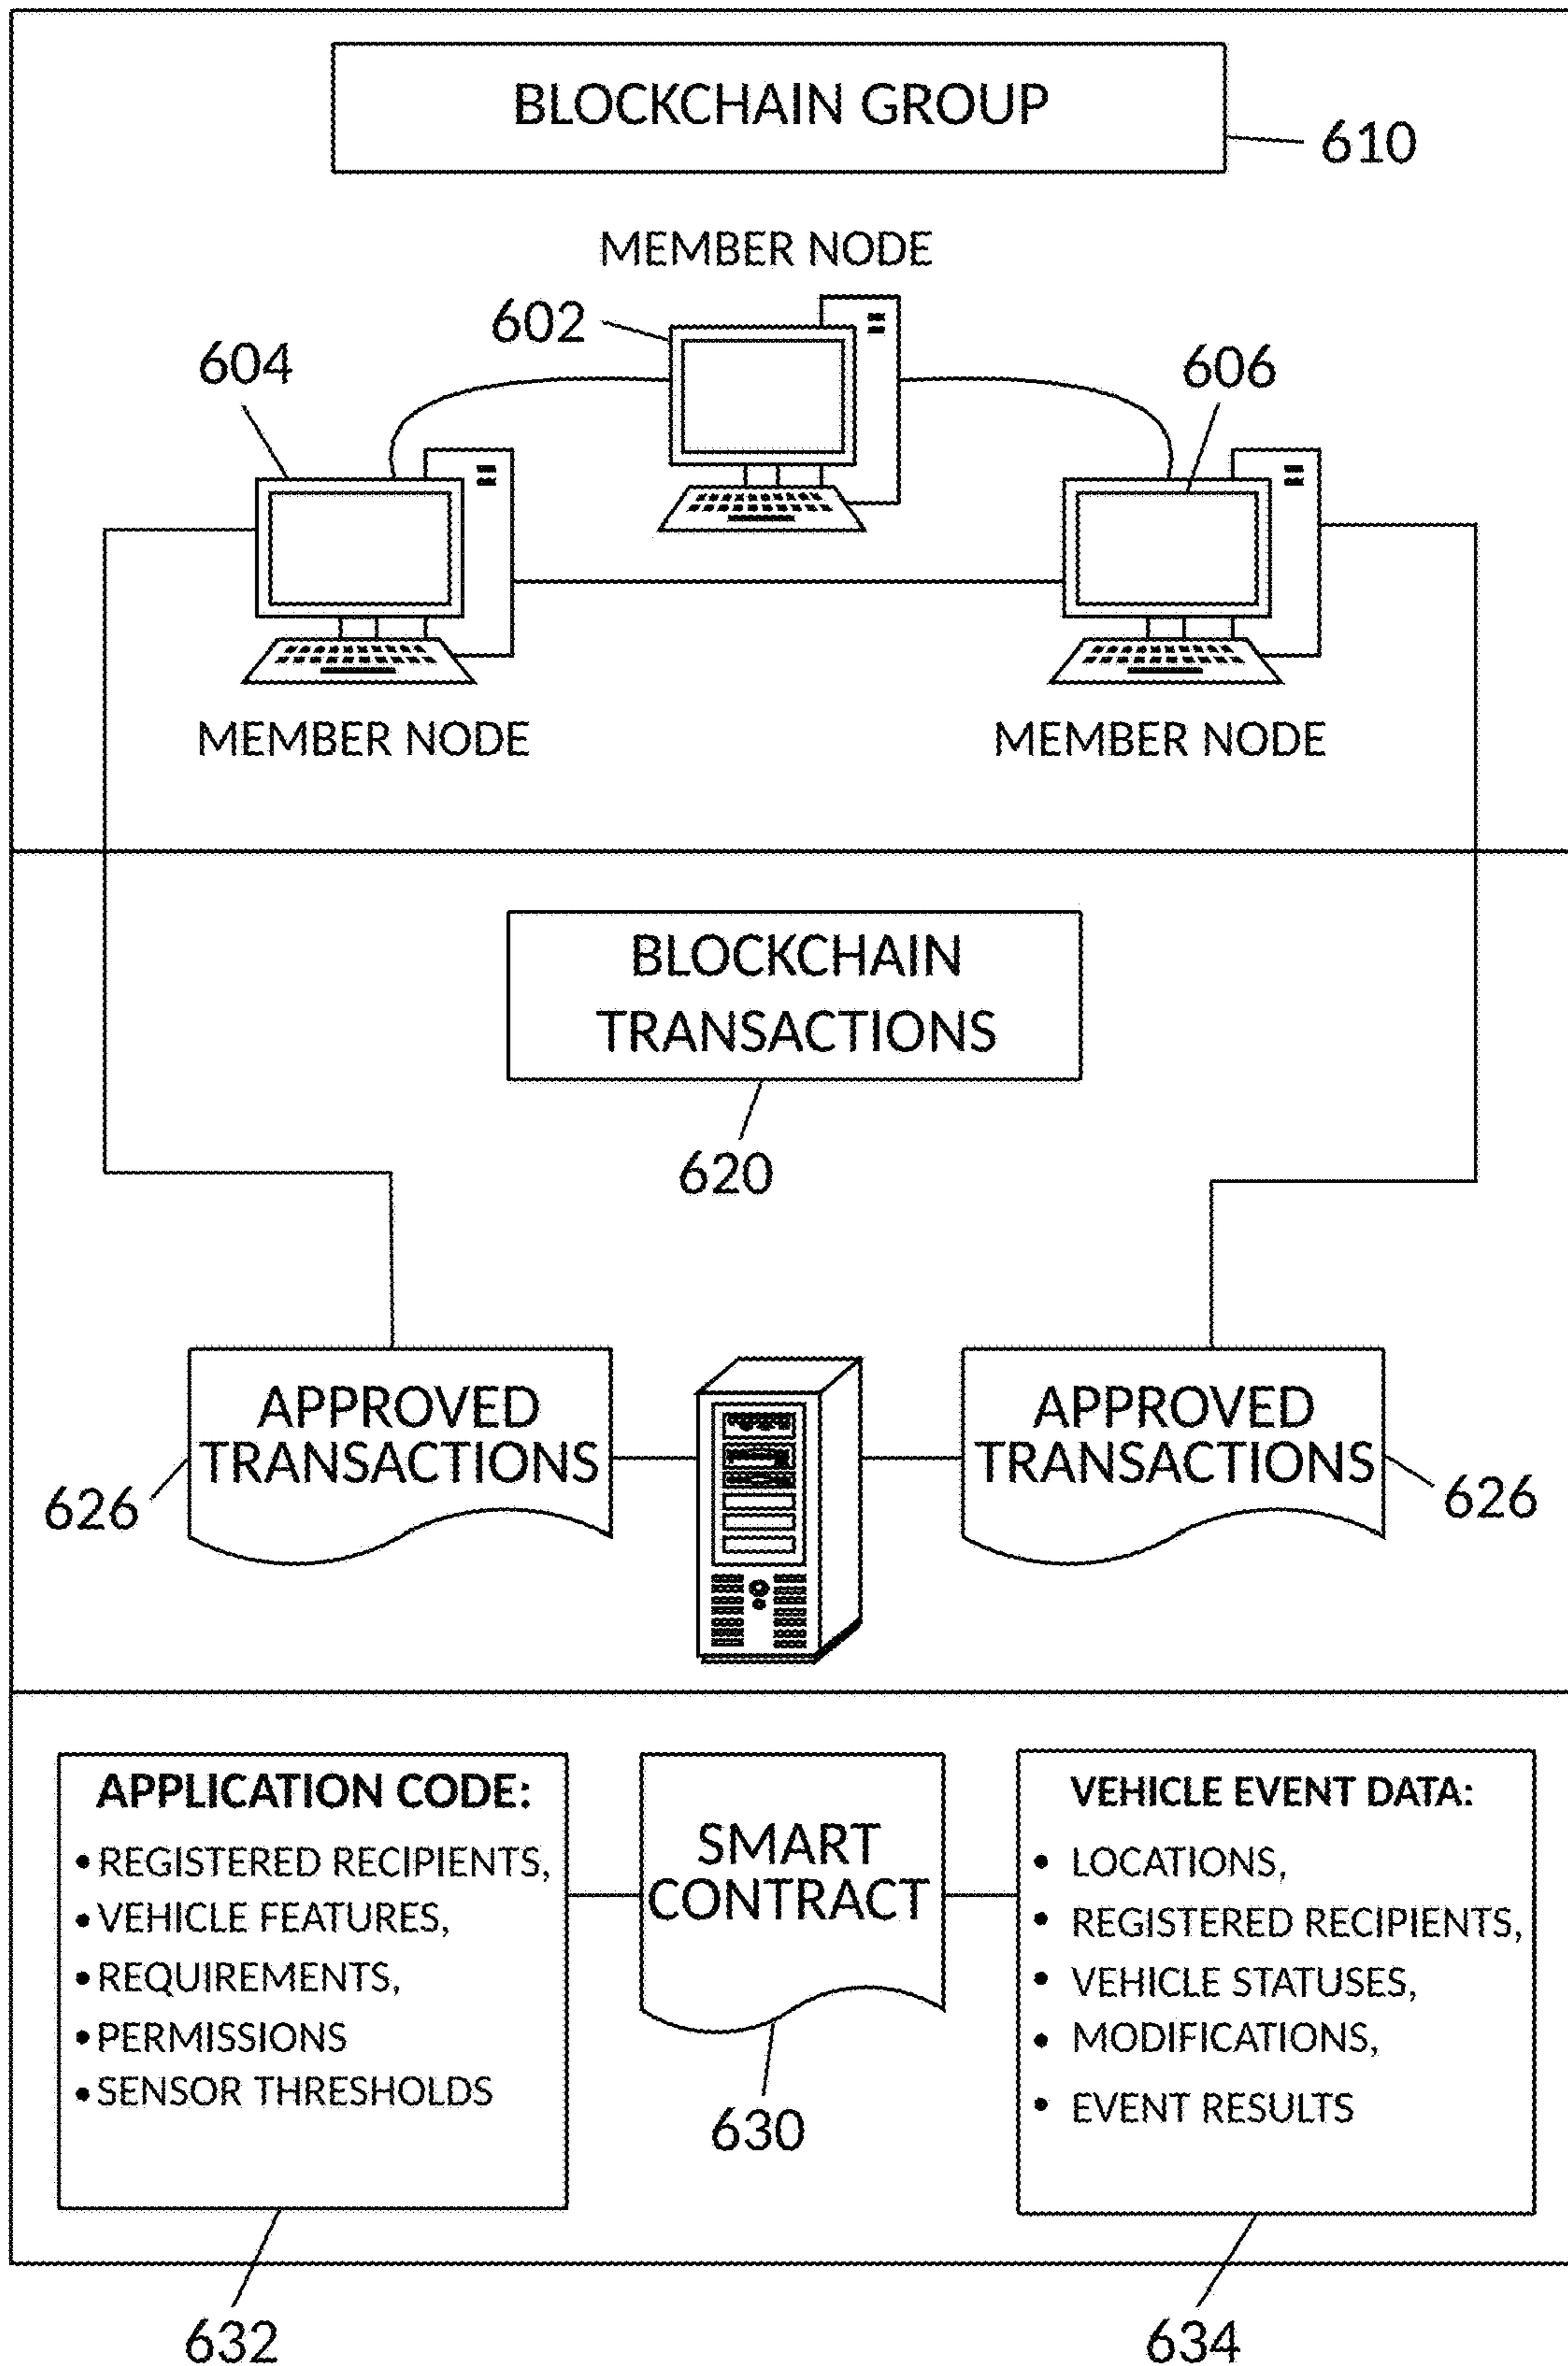 BLOCKCHAIN GROUP
610
MEMBER NODE
602
604
606
MEMBER NODE
MEMBER NODE
BLOCKCHAIN
TRANSACTIONS
620
APPROVED
TRANSACTIONS
626
APPROVED
TRANSACTIONS
626
APPLICATION CODE:
• REGISTERED RECIPIENTS,
• VEHICLE FEATURES,
• REQUIREMENTS,
• PERMISSIONS
• SENSOR THRESHOLDS
SMART
CONTRACT
630
VEHICLE EVENT DATA:
• LOCATIONS,
• REGISTERED RECIPIENTS,
• VEHICLE STATUSES,
• MODIFICATIONS,
• EVENT RESULTS
632
634